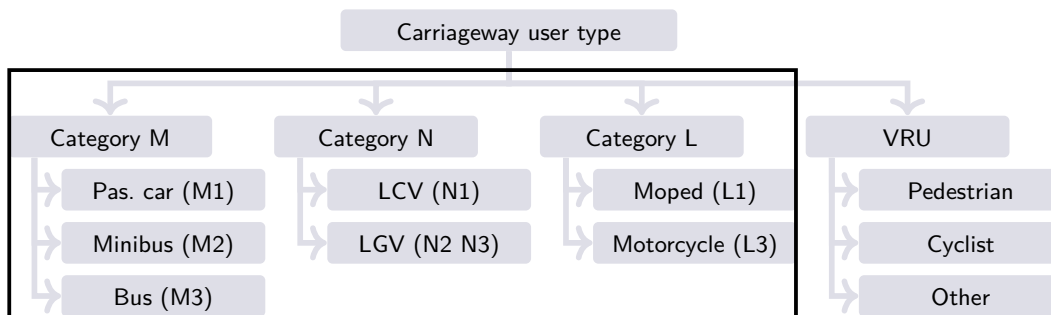 Carriageway user type
Category M
Category N
Category L
VRU
Pas. car (M1)
LCV (N1)
Moped (L1)
Pedestrian
Minibus (M2)
LGV (N2 N3)
Motorcycle (L3)
Cyclist
Bus (M3)
Other